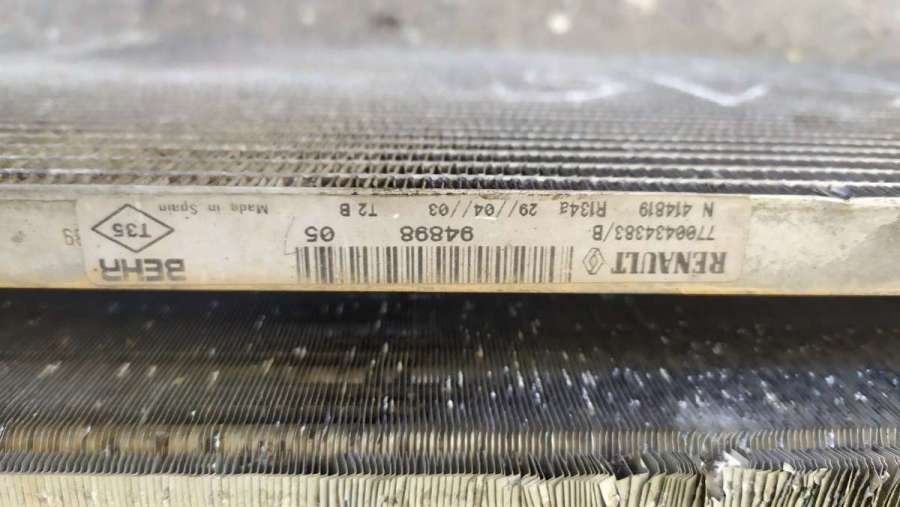 RENAULT
BEHR
94898 05
7700434383/B
N 414819 R134a 29//04//03 T2 B
Made in Spain
T35